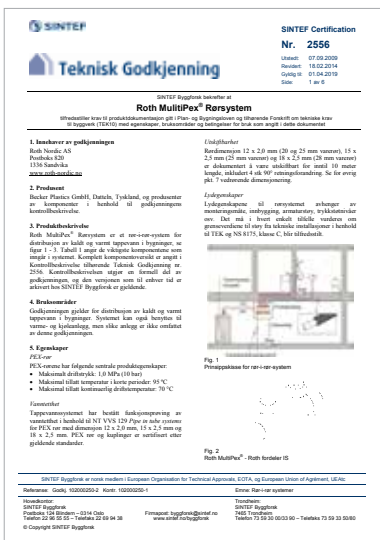 SINTEF
SINTEF Certification
Nr. 2556
Utstedt: 07.09.2009
Revidert: 18.02.2014
Gyldig til: 01.04.2019
Side: 1 av 6
Teknisk Godkjenning
SINTEF Byggforsk bekrefter at
Roth MulitiPex® Rørsystem
tilfredsstiller krav til produktdokumentasjon gitt i Plan- og Bygningsloven og tilhørende Forskrift om tekniske krav
til byggverk (TEK10) med egenskaper, bruksområder og betingelser for bruk som angitt i dette dokumentet
1. Innehaver av godkjenningen
Roth Nordic AS
Postboks 820
1336 Sandvika
www.roth-nordic.no
2. Produsent
Becker Plastics GmbH, Datteln, Tyskland, og produsenter
av komponenter i henhold til godkjenningens
kontrollbeskrivelse.
3. Produktbeskrivelse
Roth MultiPex® Rørsystem er et rør-i-rør-system for
distribusjon av kaldt og varmt tappevann i bygninger, se
figur 1 - 3. Tabell 1 angir de viktigste komponentene som
inngår i systemet. Komplett komponentoversikt er angitt i
Kontrollbeskrivelse tilhørende Teknisk Godkjenning nr
2556. Kontrollbeskrivelsen utgjør en formell del av
godkjenningen, og den versjonen som til enhver tid er
arkivert hos SINTEF Byggforsk er gjeldende.
4. Bruksområder
Godkjenningen gjelder for distribusjon av kaldt og varmt
tappevann i bygninger. Systemet kan også benyttes til
varme- og kjøleanlegg, men slike anlegg er ikke omfattet
av denne godkjenningen.
5. Egenskaper
PEX-rør
PEX-rørene har følgende sentrale produktegenskaper:
• Maksimalt driftstrykk: 1,0 MPa (10 bar)
• Maksimal tillatt temperatur i korte perioder: 95 °C
• Maksimal tillatt kontinuerlig driftstemperatur: 70 °C
Vanntetthet
Tappevannssystemet har bestått funksjonsprøving av
vanntetthet i henhold til NT VVS 129 Pipe in tube systems
for PEX rør med dimensjon 12 x 2,0 mm, 15 x 2,5 mm og
18 x 2,5 mm. PEX rør og kuplinger er sertifisert etter
gjeldende standarder.
Utskiftbarhet
Rørdimensjon 12 x 2,0 mm (20 og 25 mm varerør), 15 x
2,5 mm (25 mm varerør) og 18 x 2,5 mm (28 mm varerør)
er dokumentert å være utskiftbart for inntil 10 meter
lengde, inkludert 4 stk 90° retningsforandring. Se for øvrig
pkt. 7 vedrørende dimensjonering.
Lydegenskaper
Lydegenskapene til rørsystemet avhenger av
monteringsmåte, innbygging, armaturstøy, trykkstøtsnivåer
osv. Det må i hvert enkelt tilfelle vurderes om
grenseverdiene til støy fra tekniske installasjoner i henhold
til TEK og NS 8175, klasse C, blir tilfredsstilt.
Fig. 1
Prinsippskisse for rør-i-rør-system
Fig. 2
Roth MultiPex® - Roth fordeler IS
SINTEF Byggforsk er norsk medlem i European Organisation for Technical Approvals, EOTA, og European Union of Agrément, UEAtc
Referanse: Godkj. 102000250-2 Kontr. 102000250-1
Emne: Rør-i-rør systemer
Hovedkontor:
SINTEF Byggforsk
Postboks 124 Blindern – 0314 Oslo
Telefon 22 96 55 55 – Telefaks 22 69 94 38
Firmapost: byggforsk@sintef.no
www.sintef.no/byggforsk
Trondheim:
SINTEF Byggforsk
7465 Trondheim
Telefon 73 59 30 00/33 90 – Telefaks 73 59 33 50/80
© Copyright SINTEF Byggforsk